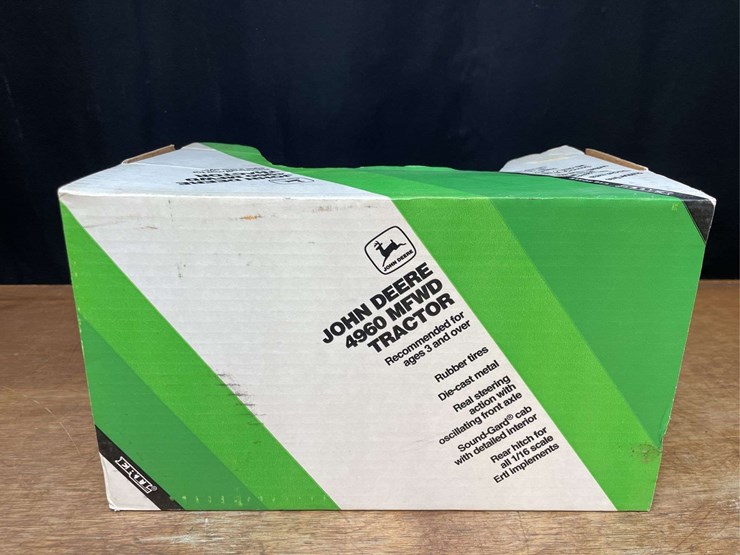 JOHN DEERE
JOHN DEERE
4960 MFWD
TRACTOR
Recommended for
ages 3 and over
Rubber tires
Die-cast metal
Real steering
action with
oscillating front axle
Sound-Gard® cab
with detailed interior
Rear hitch for
all 1/16 scale
Ertl implements
ERTL